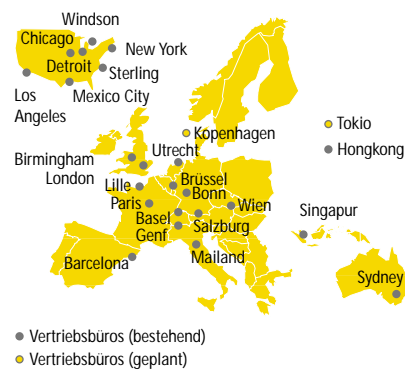 Windson
Chicago
New York
Detroit
Sterling
Los
Angeles
Mexico City
Kopenhagen
Tokio
Hongkong
Utrecht
Birmingham
London
Brüssel
Lille
Bonn
Paris
Wien
Basel
Genf
Salzburg
Singapur
Mailand
Barcelona
Sydney
Vertriebsbüros (bestehend)
Vertriebsbüros (geplant)